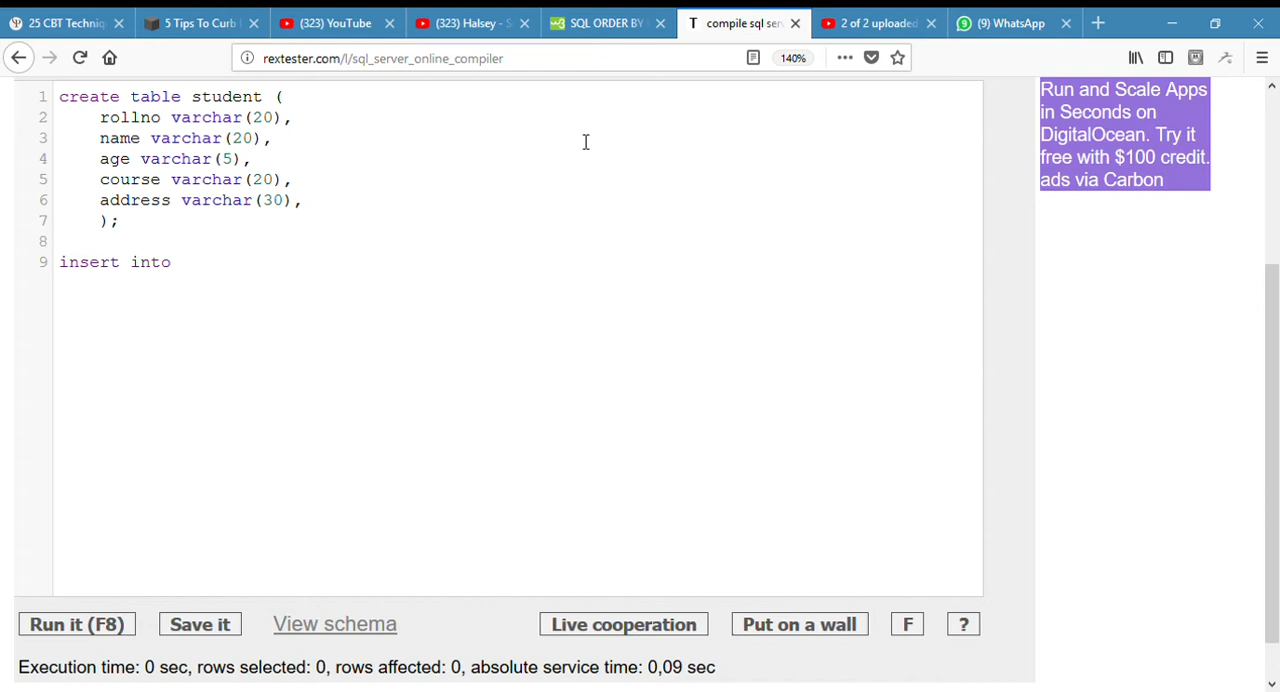 25 CBT Techniq
5 Tips To Curb
(323) YouTube
(323) Halsey - S
SQL ORDER BY
T compile sql ser
2 of 2 uploaded
(9) WhatsApp
rextester.com/l/sql_server_online_compiler
140%
1 create table student (
2 rollno varchar(20),
3 name varchar(20),
4 age varchar(5),
5 course varchar(20),
6 address varchar(30),
7 );
8
9 insert into
Run and Scale Apps
in Seconds on
DigitalOcean. Try it
free with $100 credit.
ads via Carbon
Run it (F8)
Save it
View schema
Live cooperation
Put on a wall
F
?
Execution time: 0 sec, rows selected: 0, rows affected: 0, absolute service time: 0,09 sec